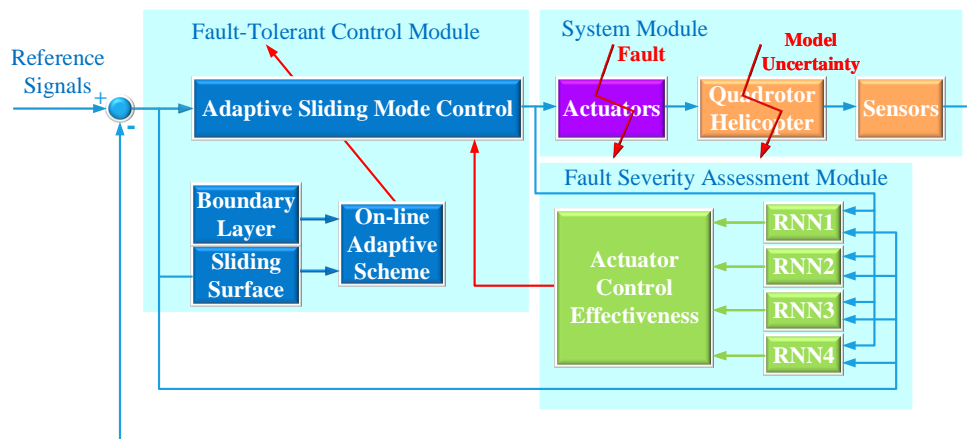 Fault-Tolerant Control Module
System Module
Reference
Signals
+
-
Adaptive Sliding Mode Control
Fault
Model
Uncertainty
Actuators
Quadrotor
Helicopter
Sensors
Boundary
Layer
Sliding
Surface
On-line
Adaptive
Scheme
Fault Severity Assessment Module
Actuator
Control
Effectiveness
RNN1
RNN2
RNN3
RNN4